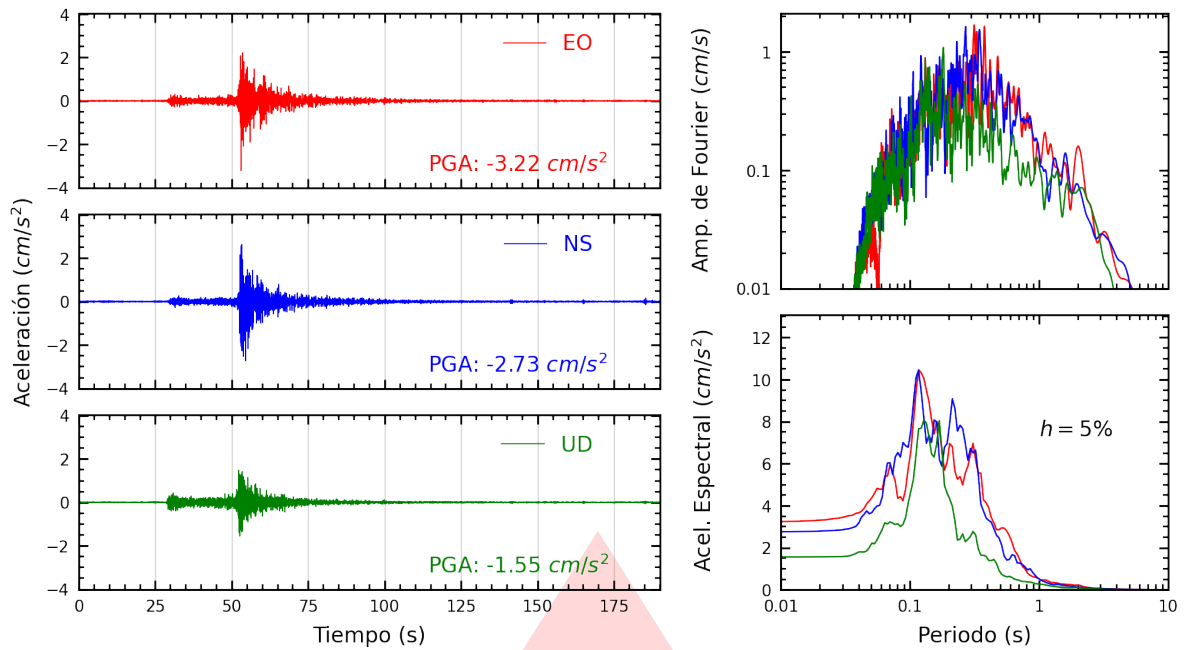 Aceleración (cm/s²)
4
2
0
−2
−4
EO
PGA: -3.22 cm/s²
4
2
0
−2
−4
NS
PGA: -2.73 cm/s²
4
2
0
−2
−4
UD
PGA: -1.55 cm/s²
0 25 50 75 100 125 150 175
Tiempo (s)
Amp. de Fourier (cm/s)
1
0.1
0.01
Acel. Espectral (cm/s²)
12
10
8
6
4
2
0
h = 5%
0.01 0.1 1 10
Periodo (s)